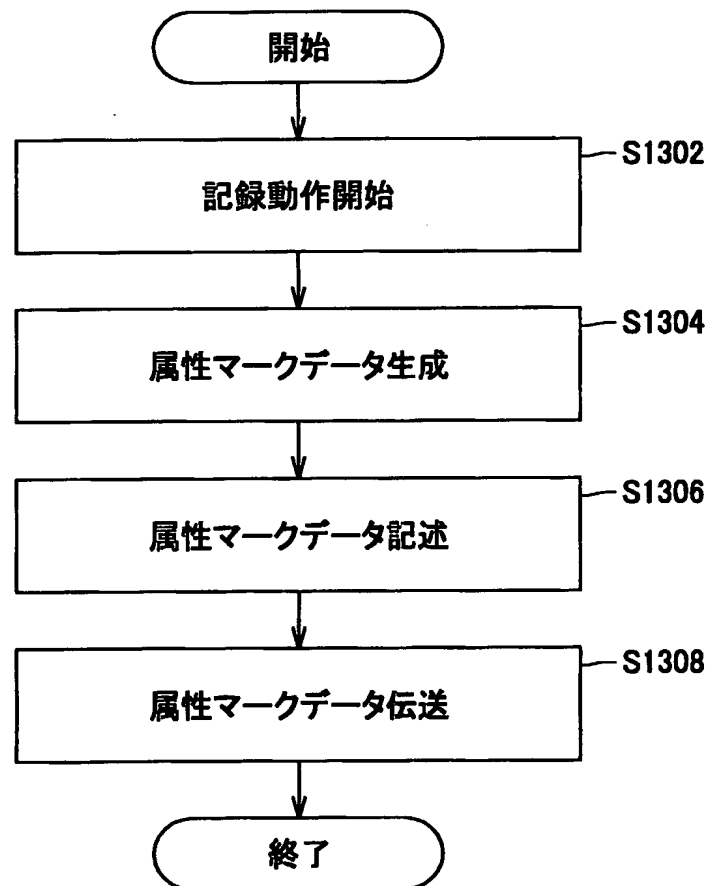 開始
S1302
記録動作開始
S1304
属性マークデータ生成
S1306
属性マークデータ記述
S1308
属性マークデータ伝送
終了